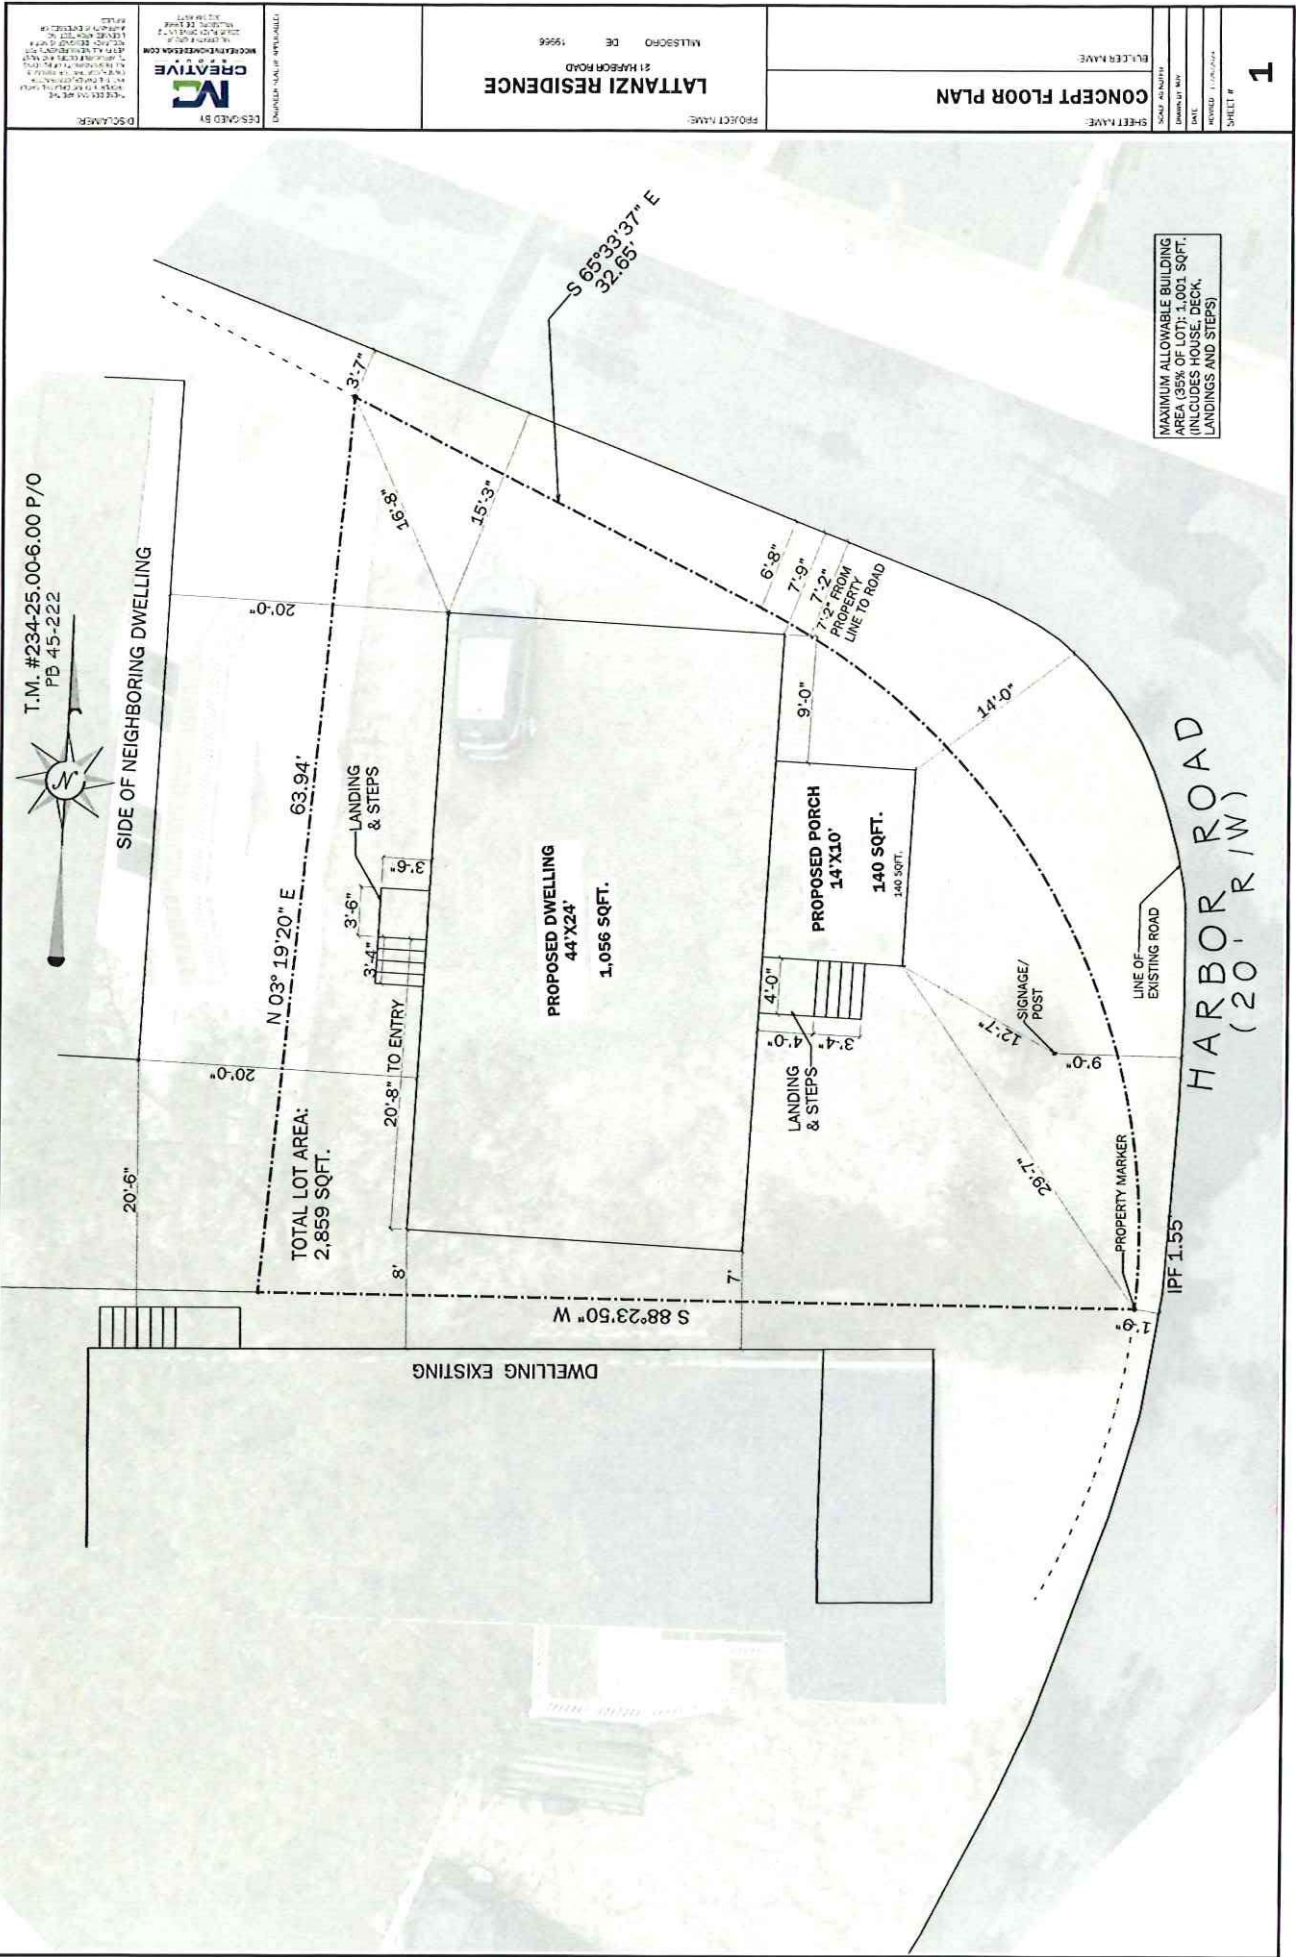 T.M. #234-25.00-6.00 P/O
PB 45-222
N
SIDE OF NEIGHBORING DWELLING
20'-0"
20'-0"
20'-6"
N 03° 19'20" E 63.94'
S 65°33'37" E
32.65'
3'-7"
16'-8"
15'-3"
TOTAL LOT AREA:
2,859 SQFT.
LANDING
& STEPS
3'-6"
3'-6"
3'-4"
20'-8" TO ENTRY
8'
7'
PROPOSED DWELLING
44'X24'
1,056 SQFT.
6'-8"
7'-9"
7'-2"
7'-2" FROM
PROPERTY
LINE TO ROAD
9'-0"
14'-0"
PROPOSED PORCH
14'X10'
140 SQFT.
140 SQFT.
4'-0"
4'-0"
3'-4"
LANDING
& STEPS
12'-7"
SIGNAGE/
POST
9'-0"
29'-7"
PROPERTY MARKER
IPF 1.55'
1'-9"
LINE OF
EXISTING ROAD
HARBOR ROAD
(20' R/W)
S 88°23'50" W
DWELLING EXISTING
MAXIMUM ALLOWABLE BUILDING
AREA (35% OF LOT): 1,001 SQFT.
(INLCUDES HOUSE, DECK,
LANDINGS AND STEPS)
DISCLAIMER:
DESIGNED BY
MC
CREATIVE
GROUP
MCCREATIVEHOMEDESIGN.COM
PROJECT NAME:
LATTANZI RESIDENCE
21 HARBOR ROAD
MILLSBORO DE 19966
SHEET NAME:
CONCEPT FLOOR PLAN
BUILDER NAME:
DATE
SHEET #
1